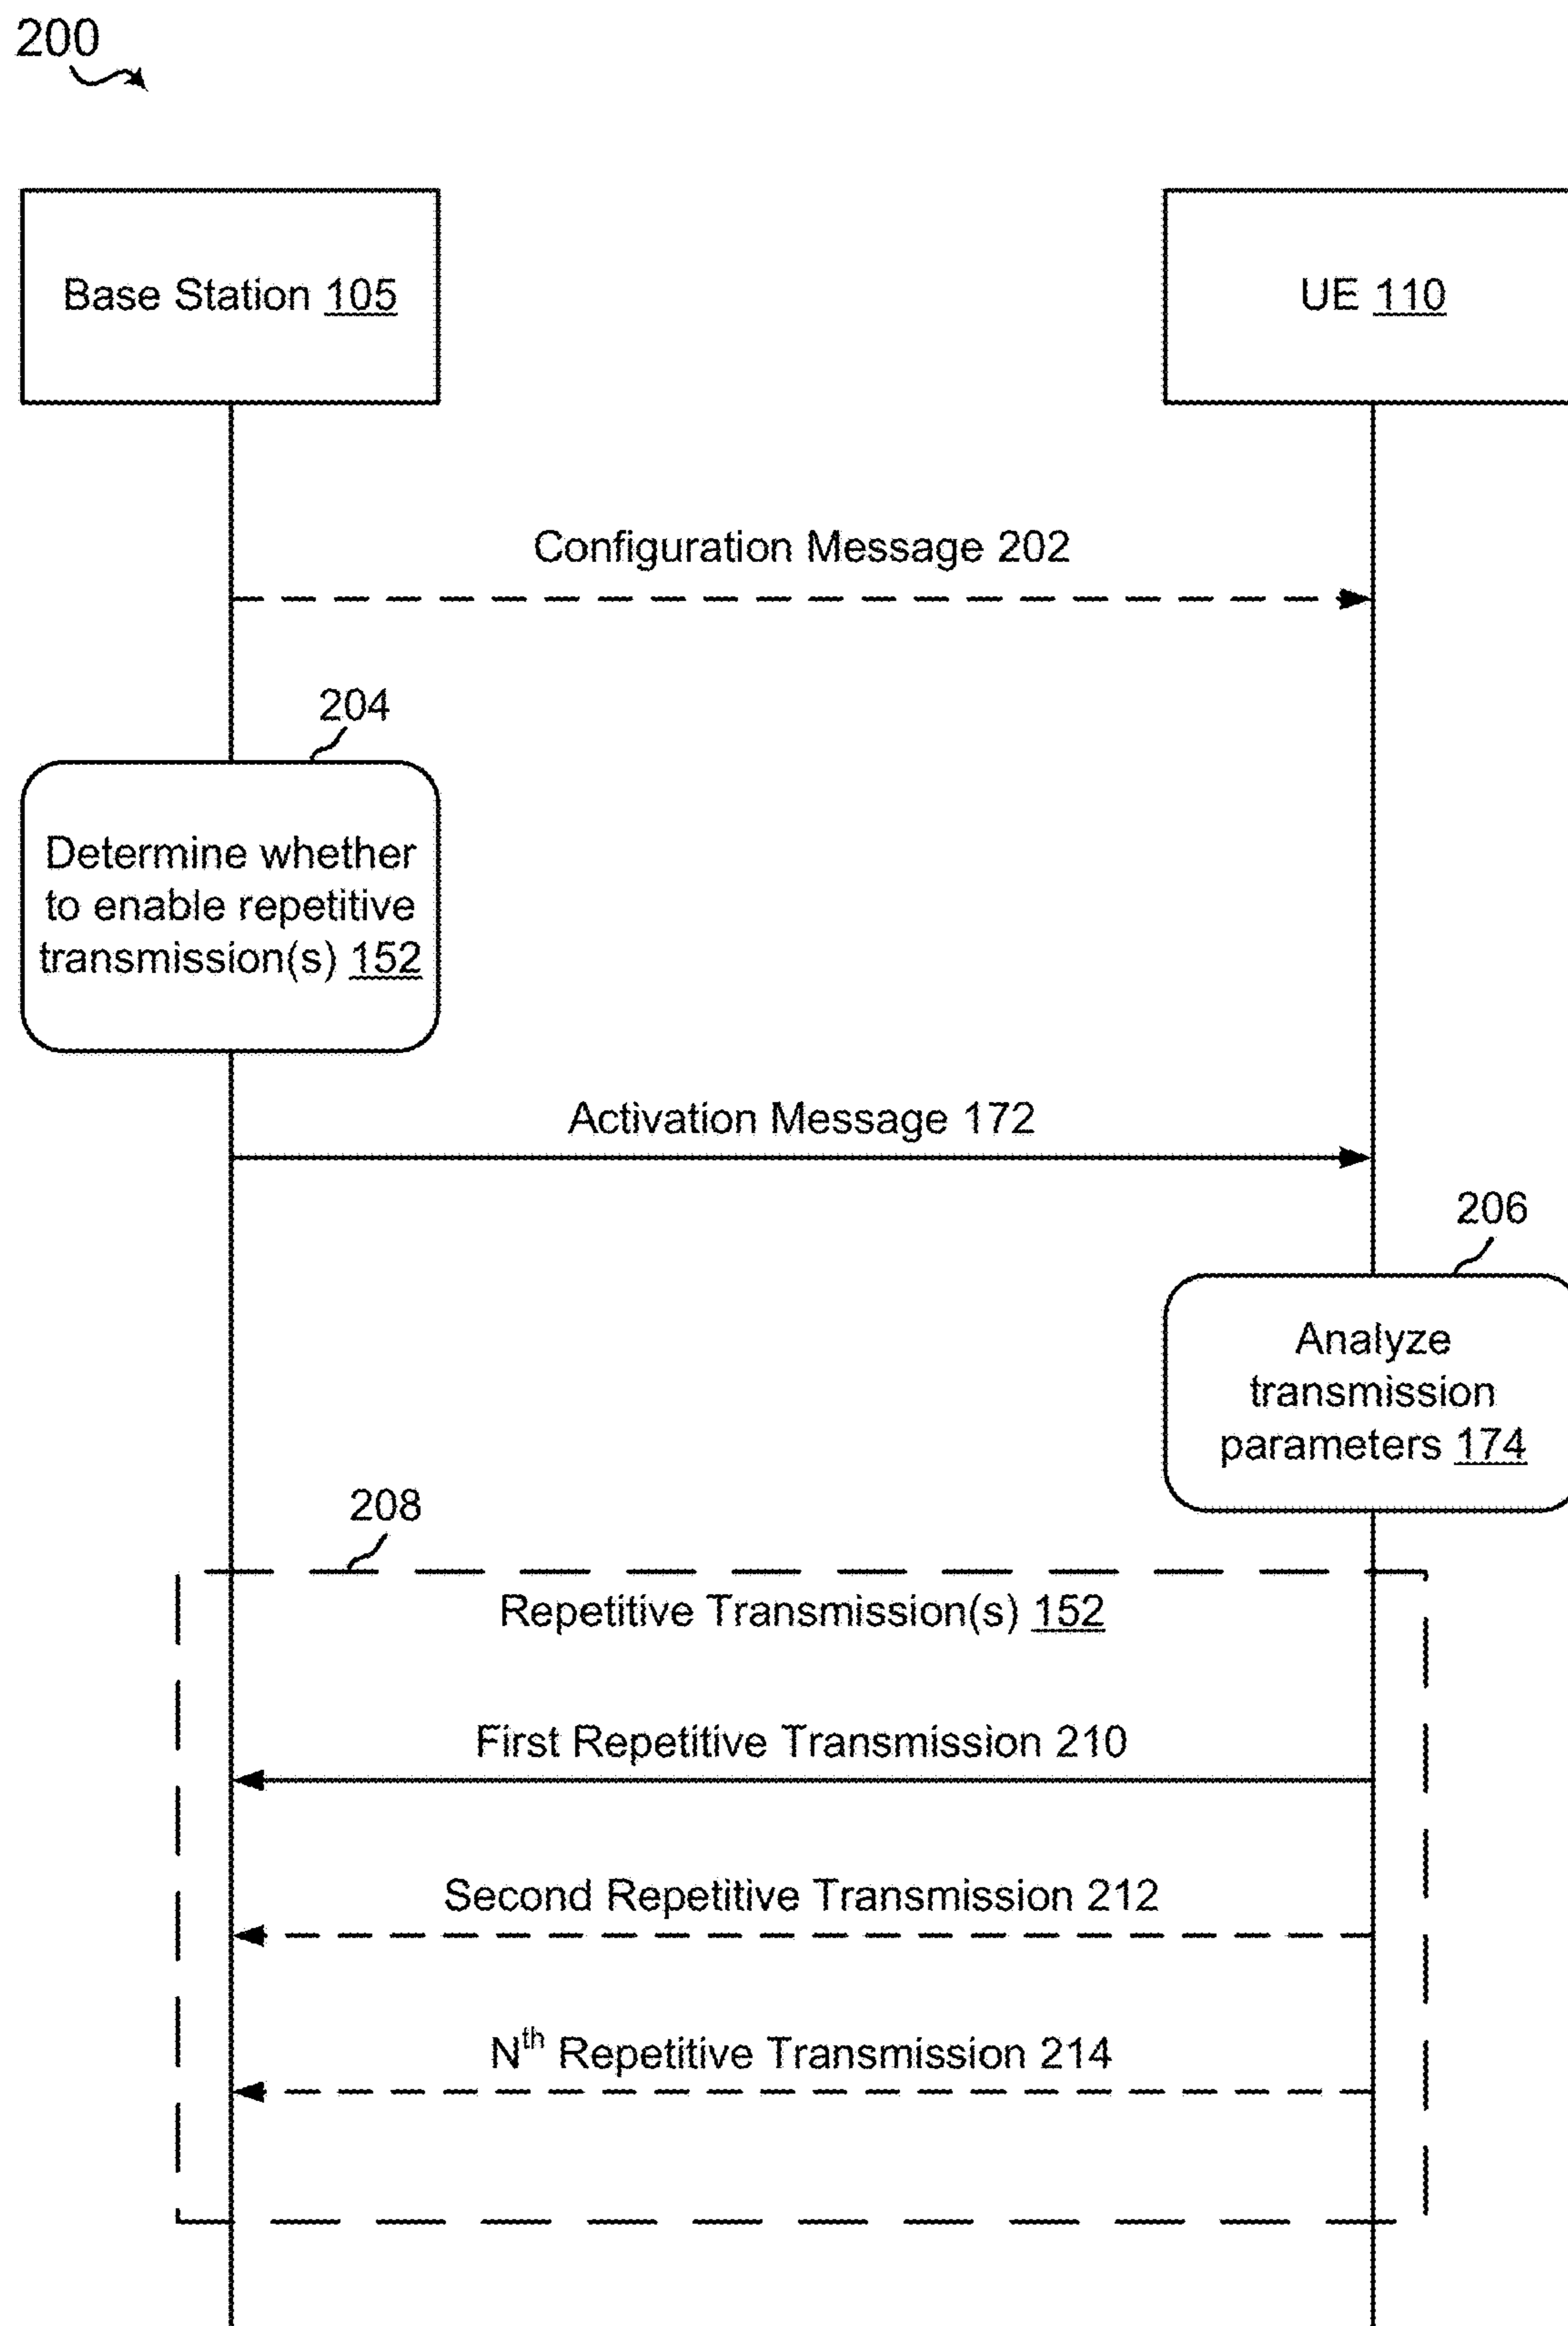 200
Base Station 105
UE 110
Configuration Message 202
204
Determine whether
to enable repetitive
transmission(s) 152
Activation Message 172
206
Analyze
transmission
parameters 174
208
Repetitive Transmission(s) 152
First Repetitive Transmission 210
Second Repetitive Transmission 212
Nth Repetitive Transmission 214